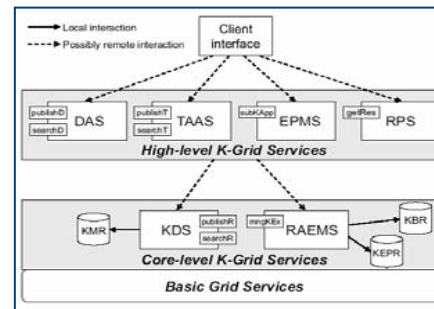 Local interaction
Possibly remote interaction
Client
interface
publishD
searchD
DAS
publishT
searchT
TAAS
subKApp
EPMS
getRes
RPS
High-level K-Grid Services
KMR
KDS
publishR
searchR
mngKEx
RAEMS
KBR
KEPR
Core-level K-Grid Services
Basic Grid Services